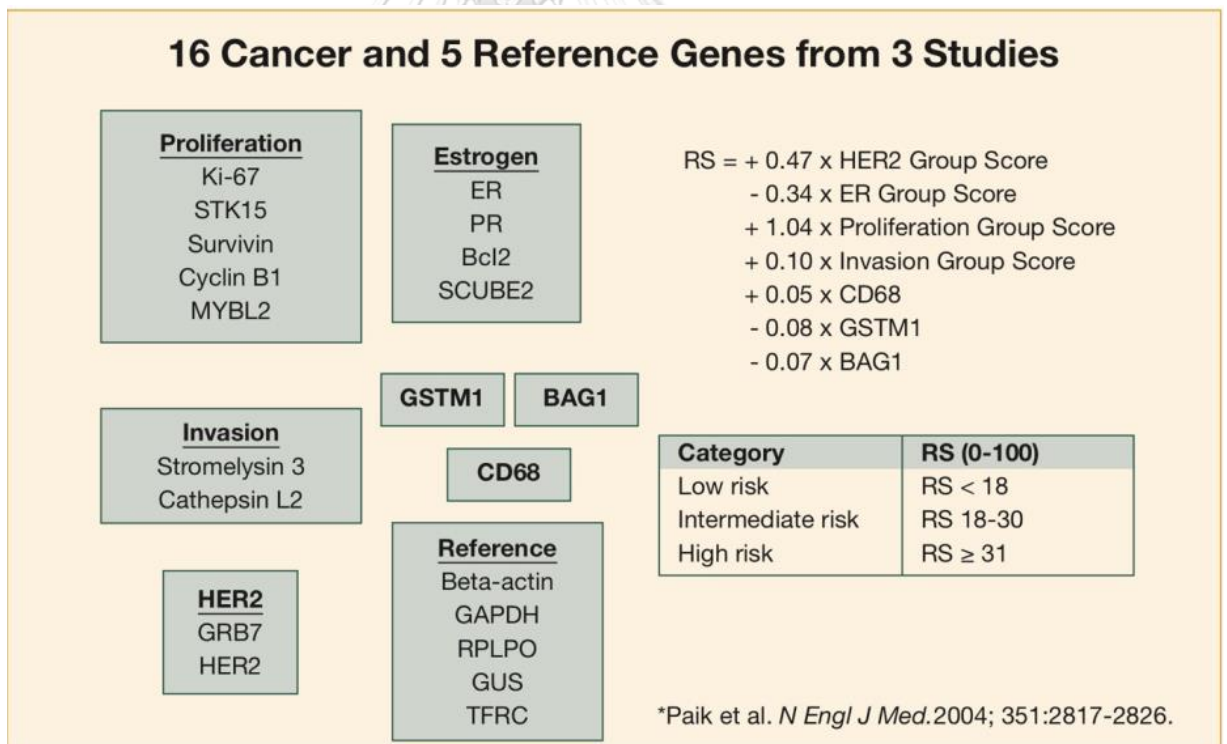 16 Cancer and 5 Reference Genes from 3 Studies
Proliferation
Ki-67
STK15
Survivin
Cyclin B1
MYBL2
Estrogen
ER
PR
Bcl2
SCUBE2
RS = + 0.47 x HER2 Group Score
- 0.34 x ER Group Score
+ 1.04 x Proliferation Group Score
+ 0.10 x Invasion Group Score
+ 0.05 x CD68
- 0.08 x GSTM1
- 0.07 x BAG1
GSTM1
BAG1
CD68
Invasion
Stromelysin 3
Cathepsin L2
HER2
GRB7
HER2
Reference
Beta-actin
GAPDH
RPLPO
GUS
TFRC
Category RS (0-100)
Low risk RS < 18
Intermediate risk RS 18-30
High risk RS ≥ 31
*Paik et al. N Engl J Med.2004; 351:2817-2826.